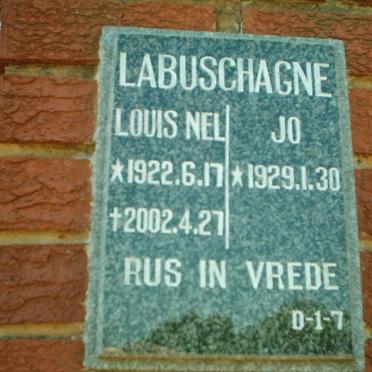 LABUSCHAGNE
LOUIS NEL JO
★1922.6.17 ★1929.1.30
†2002.4.27
RUS IN VREDE
D-1-7